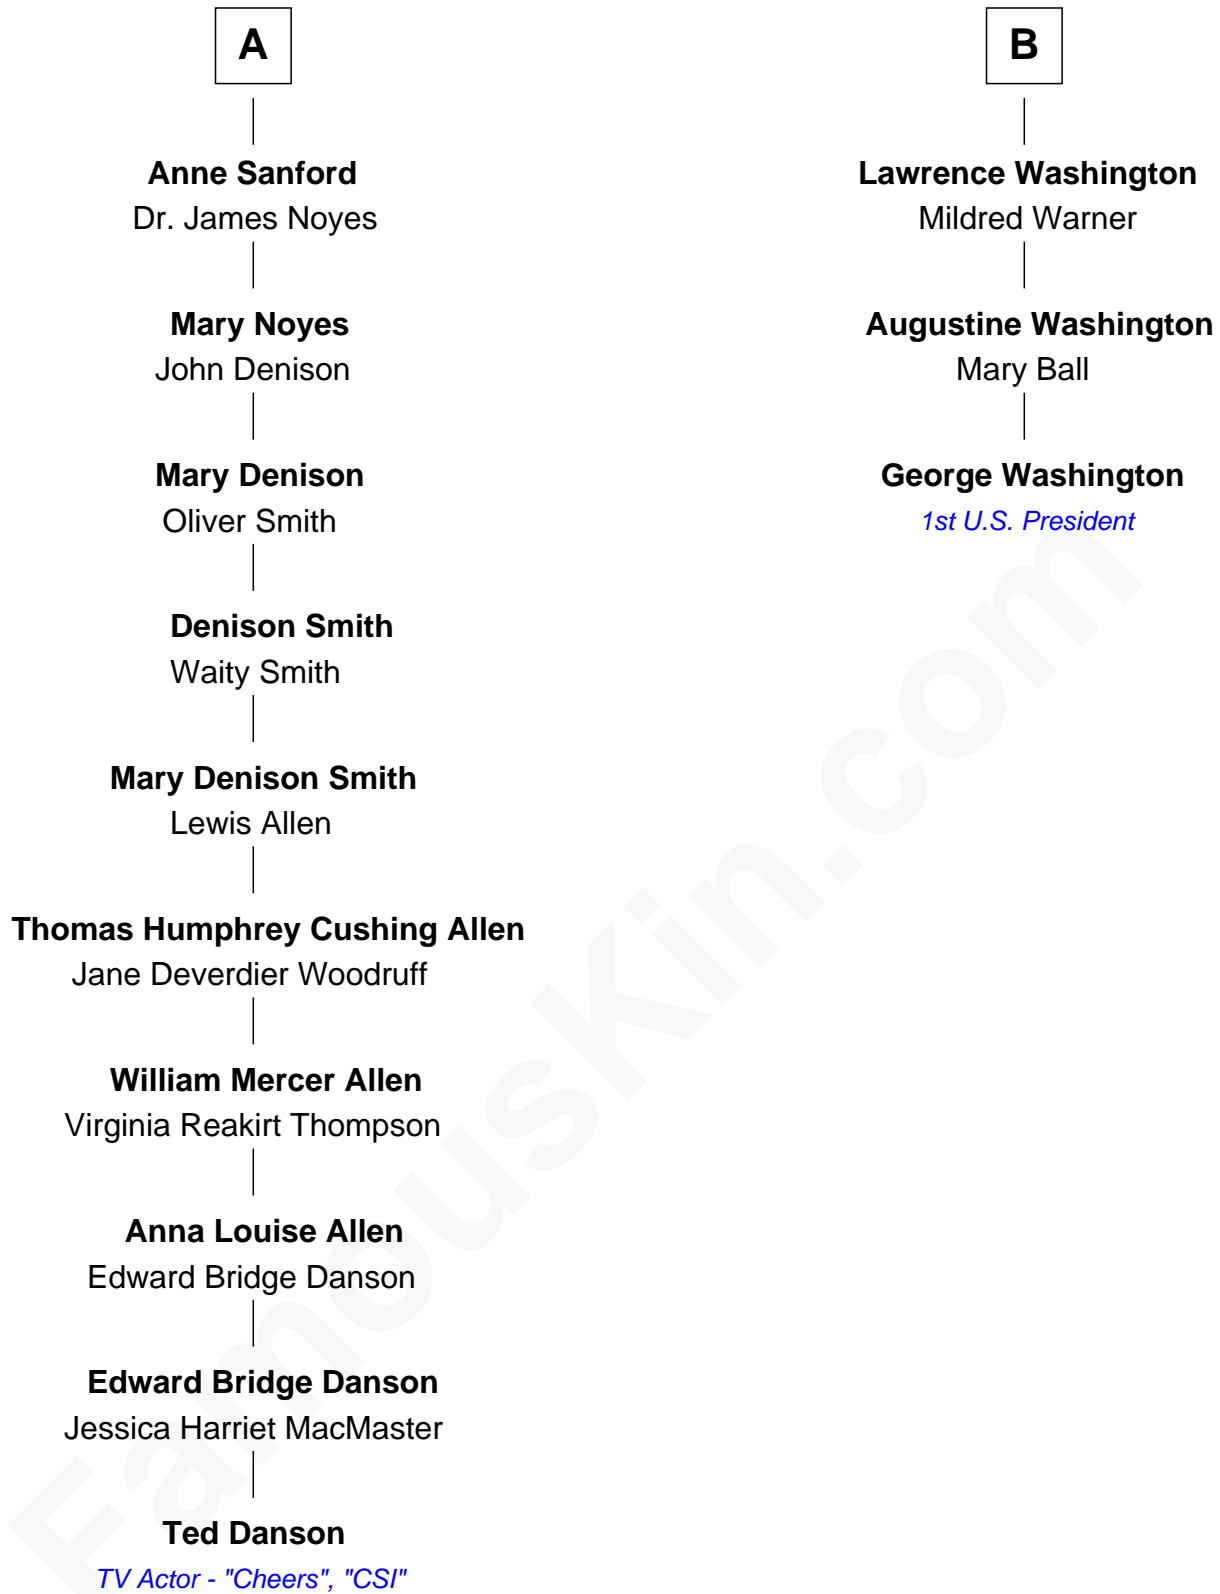 A
Anne Sanford
Dr. James Noyes
Mary Noyes
John Denison
Mary Denison
Oliver Smith
Denison Smith
Waity Smith
Mary Denison Smith
Lewis Allen
Thomas Humphrey Cushing Allen
Jane Deverdier Woodruff
William Mercer Allen
Virginia Reakirt Thompson
Anna Louise Allen
Edward Bridge Danson
Edward Bridge Danson
Jessica Harriet MacMaster
Ted Danson
TV Actor - "Cheers", "CSI"
B
Lawrence Washington
Mildred Warner
Augustine Washington
Mary Ball
George Washington
1st U.S. President
FamousKin.com